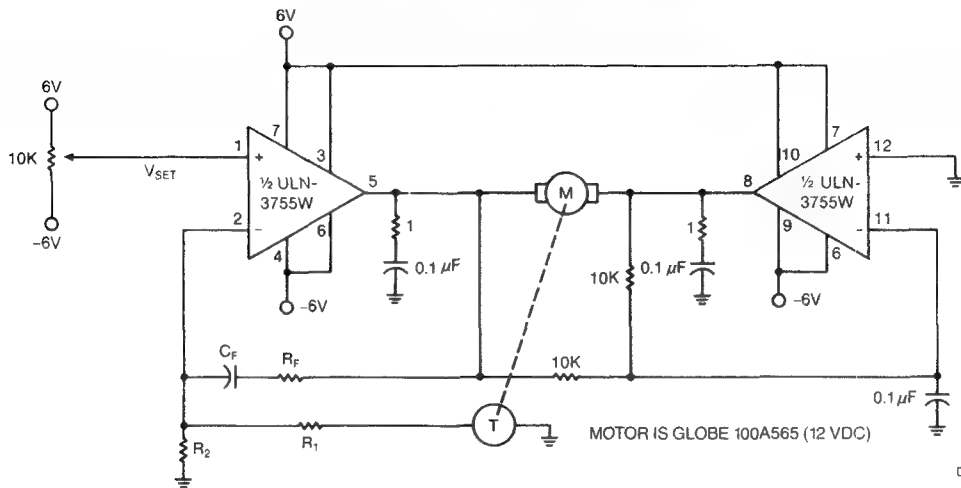 6V
6V
10K
VSET
-6V
1
+
2
−
7
3
½ ULN-
3755W
5
6
4
-6V
1
0.1 µF
M
8
10K
1
0.1 µF
10
7
12
+
½ ULN-
3755W
11
−
9
6
-6V
CF
RF
10K
0.1 µF
R2
R1
T
MOTOR IS GLOBE 100A565 (12 VDC)